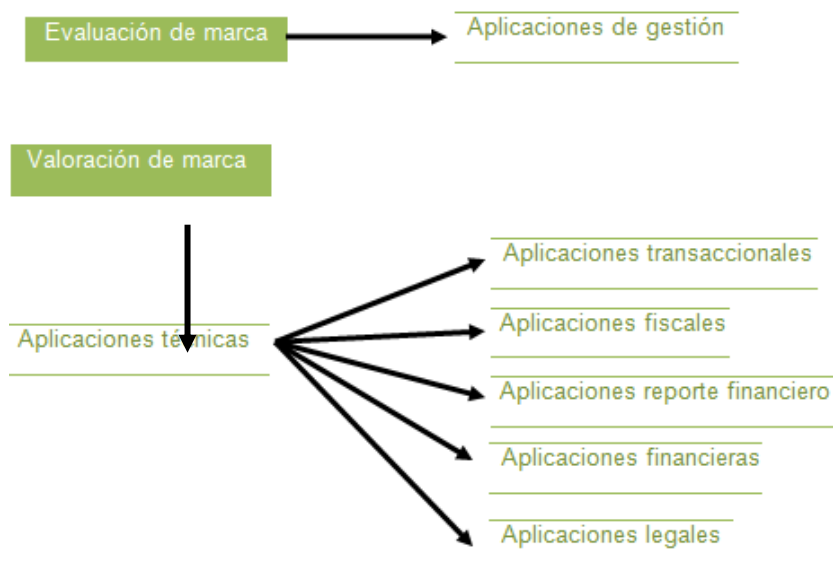 Evaluación de marca
Aplicaciones de gestión
Valoración de marca
Aplicaciones transaccionales
Aplicaciones técnicas
Aplicaciones fiscales
Aplicaciones reporte financiero
Aplicaciones financieras
Aplicaciones legales